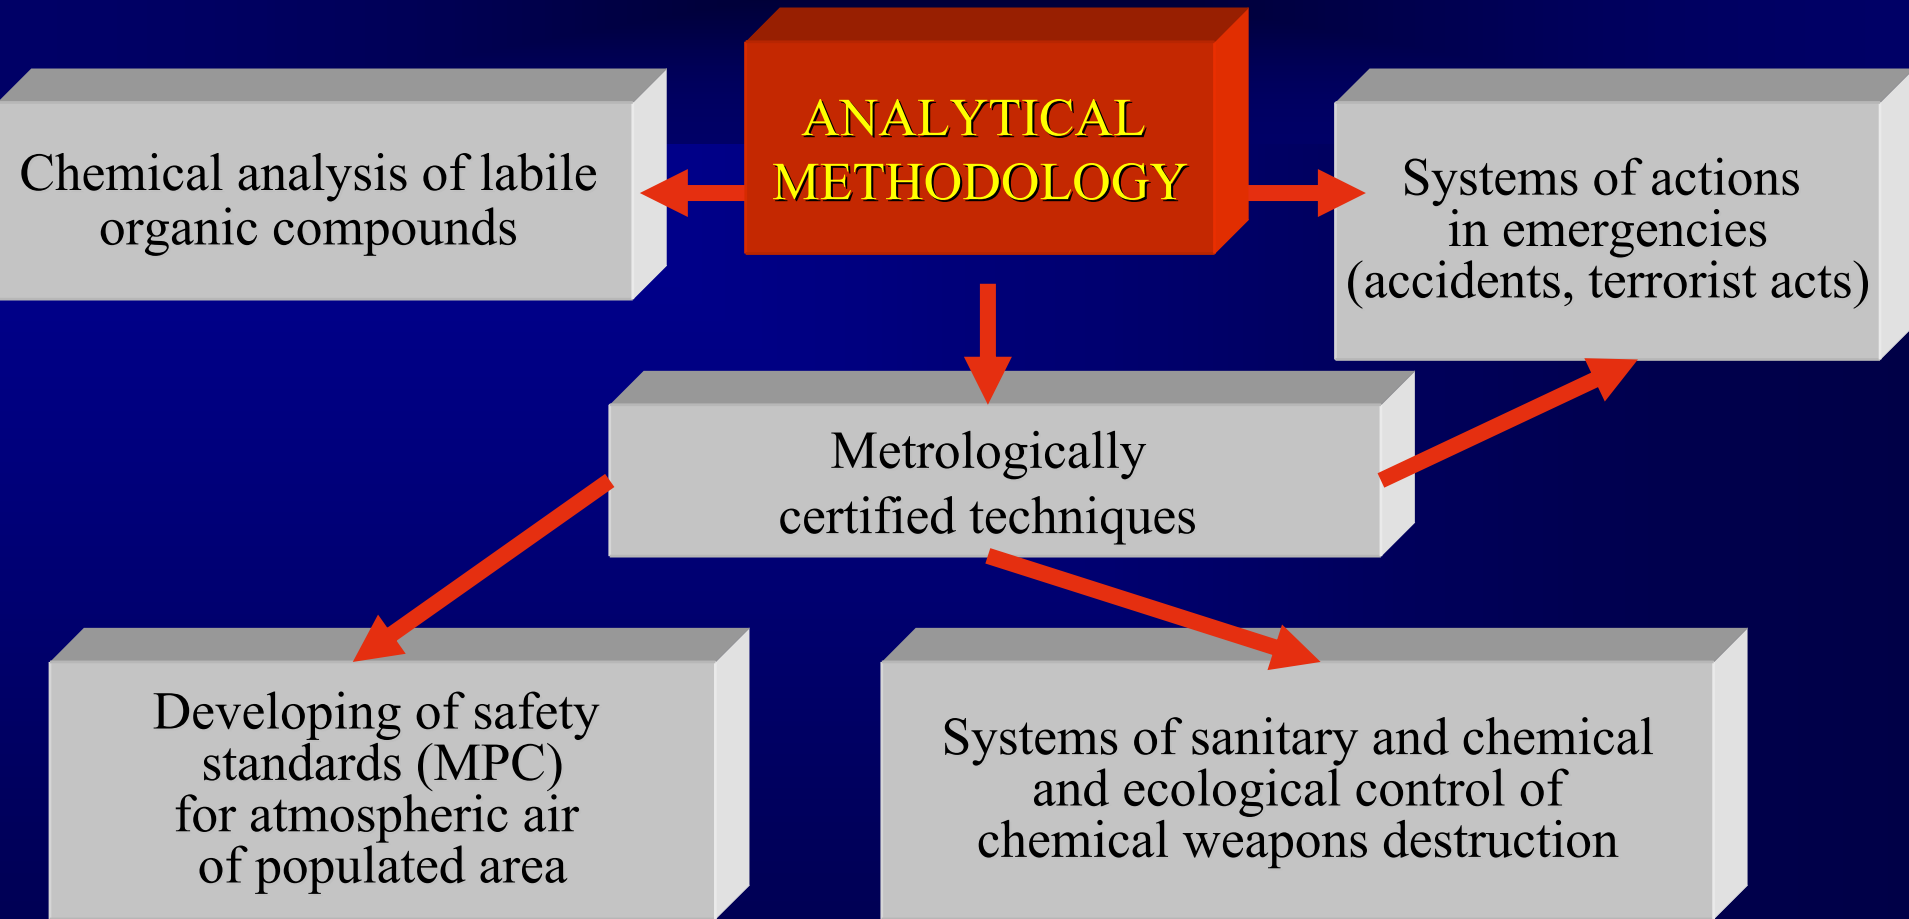 ANALYTICAL
METHODOLOGY
Chemical analysis of labile
organic compounds
Systems of actions
in emergencies
(accidents, terrorist acts)
Metrologically
certified techniques
Developing of safety
standards (MPC)
for atmospheric air
of populated area
Systems of sanitary and chemical
and ecological control of
chemical weapons destruction